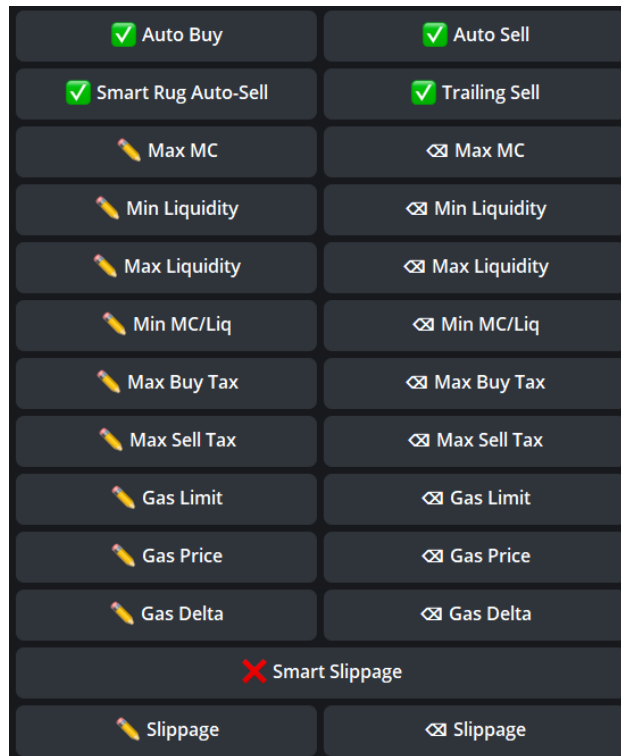 ✅ Auto Buy ✅ Auto Sell
✅ Smart Rug Auto-Sell ✅ Trailing Sell
✏️ Max MC ⌫ Max MC
✏️ Min Liquidity ⌫ Min Liquidity
✏️ Max Liquidity ⌫ Max Liquidity
✏️ Min MC/Liq ⌫ Min MC/Liq
✏️ Max Buy Tax ⌫ Max Buy Tax
✏️ Max Sell Tax ⌫ Max Sell Tax
✏️ Gas Limit ⌫ Gas Limit
✏️ Gas Price ⌫ Gas Price
✏️ Gas Delta ⌫ Gas Delta
❌ Smart Slippage
✏️ Slippage ⌫ Slippage